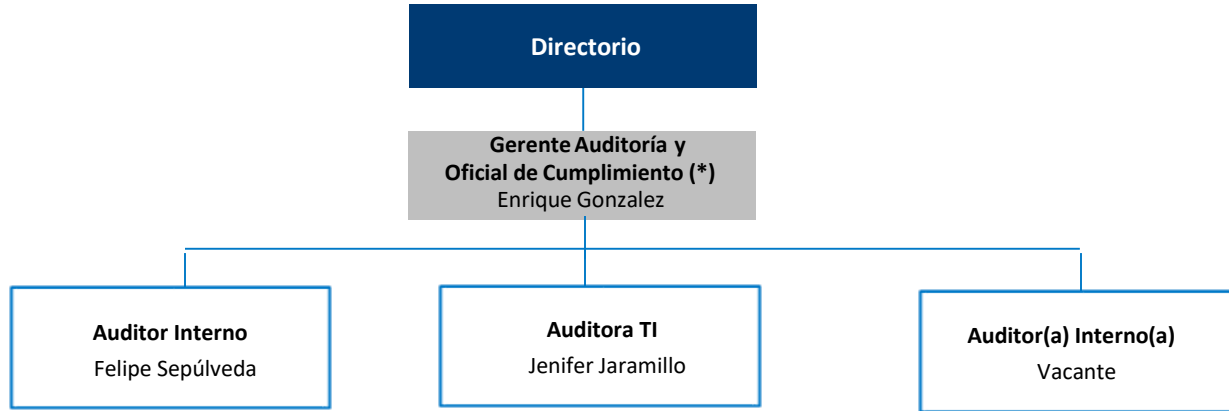 Directorio
Gerente Auditoría y
Oficial de Cumplimiento (*)
Enrique Gonzalez
Auditor Interno
Felipe Sepúlveda
Auditora TI
Jenifer Jaramillo
Auditor(a) Interno(a)
Vacante